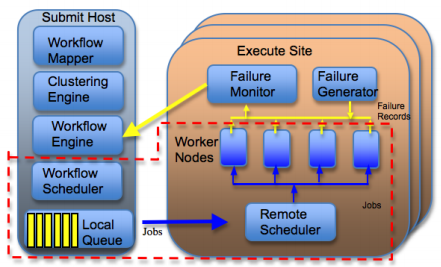 Submit Host
Workflow
Mapper
Clustering
Engine
Workflow
Engine
Workflow
Scheduler
Local
Queue
Jobs
Execute Site
Failure
Monitor
Failure
Generator
Failure
Records
Worker
Nodes
Jobs
Remote
Scheduler